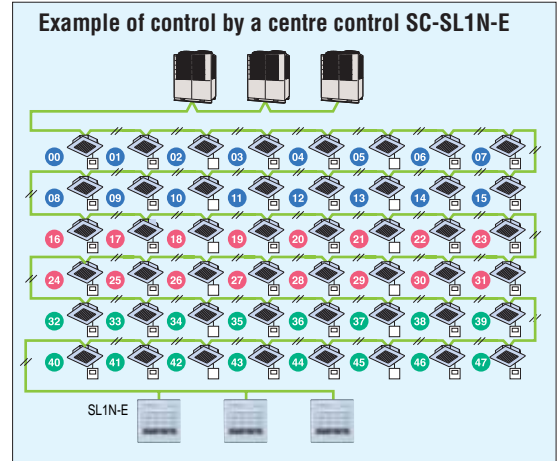 Example of control by a centre control SC-SL1N-E
00 01 02 03 04 05 06 07
08 09 10 11 12 13 14 15
16 17 18 19 20 21 22 23
24 25 26 27 28 29 30 31
32 33 34 35 36 37 38 39
40 41 42 43 44 45 46 47
SL1N-E